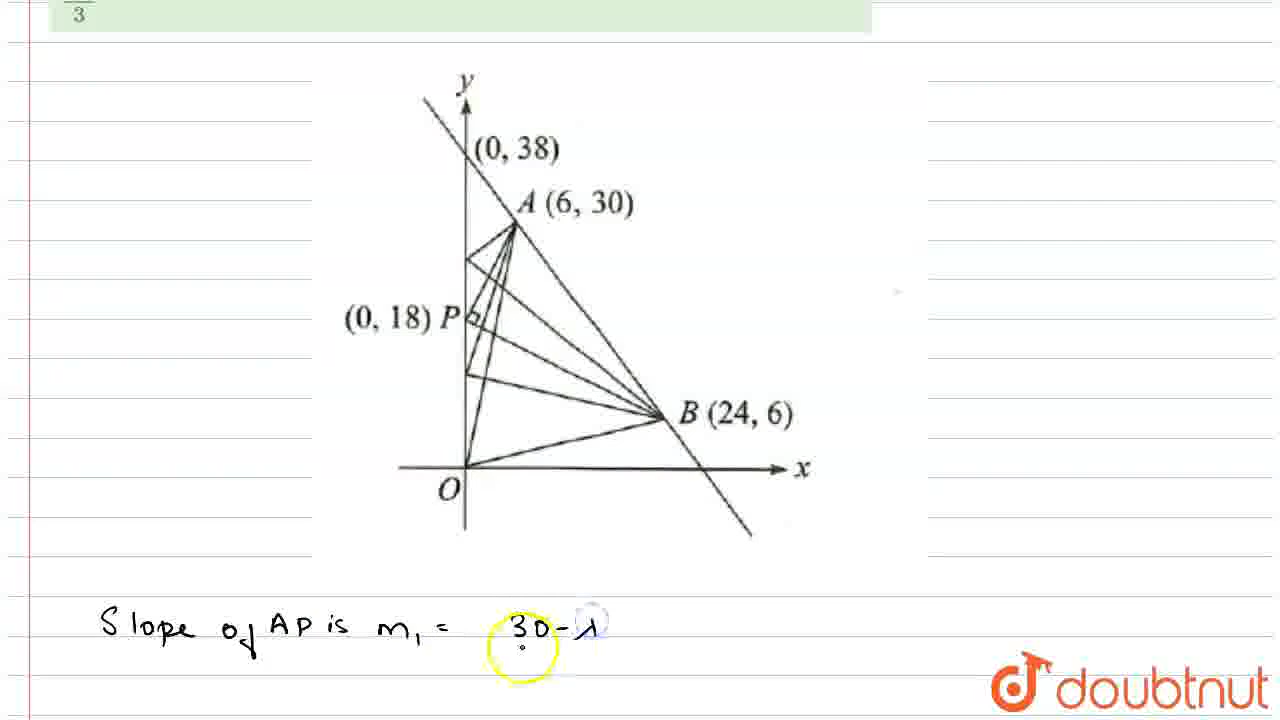 3
y
(0, 38)
A (6, 30)
(0, 18) P
B (24, 6)
x
O
Slope of AP is m₁ = 30-λ
doubtnut